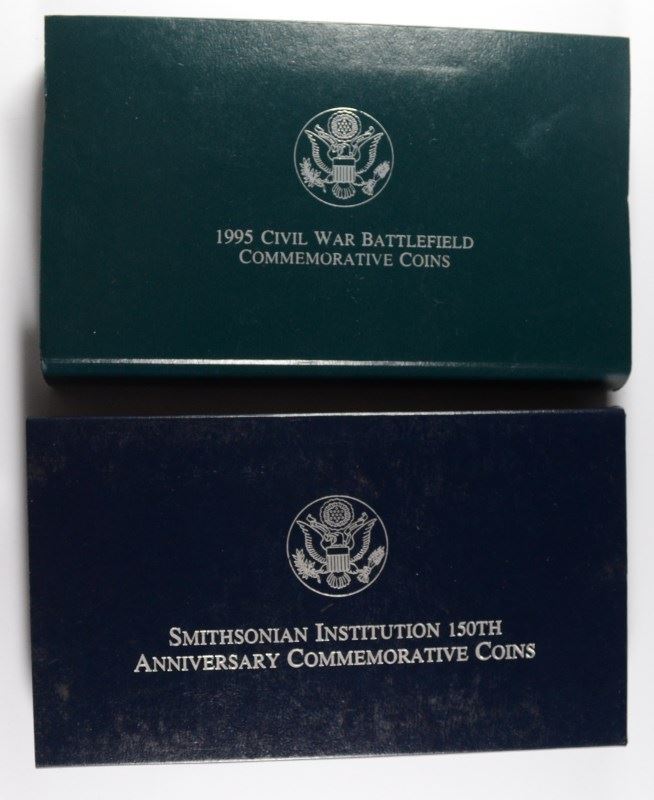 1995 CIVIL WAR BATTLEFIELD
COMMEMORATIVE COINS
SMITHSONIAN INSTITUTION 150TH
ANNIVERSARY COMMEMORATIVE COINS